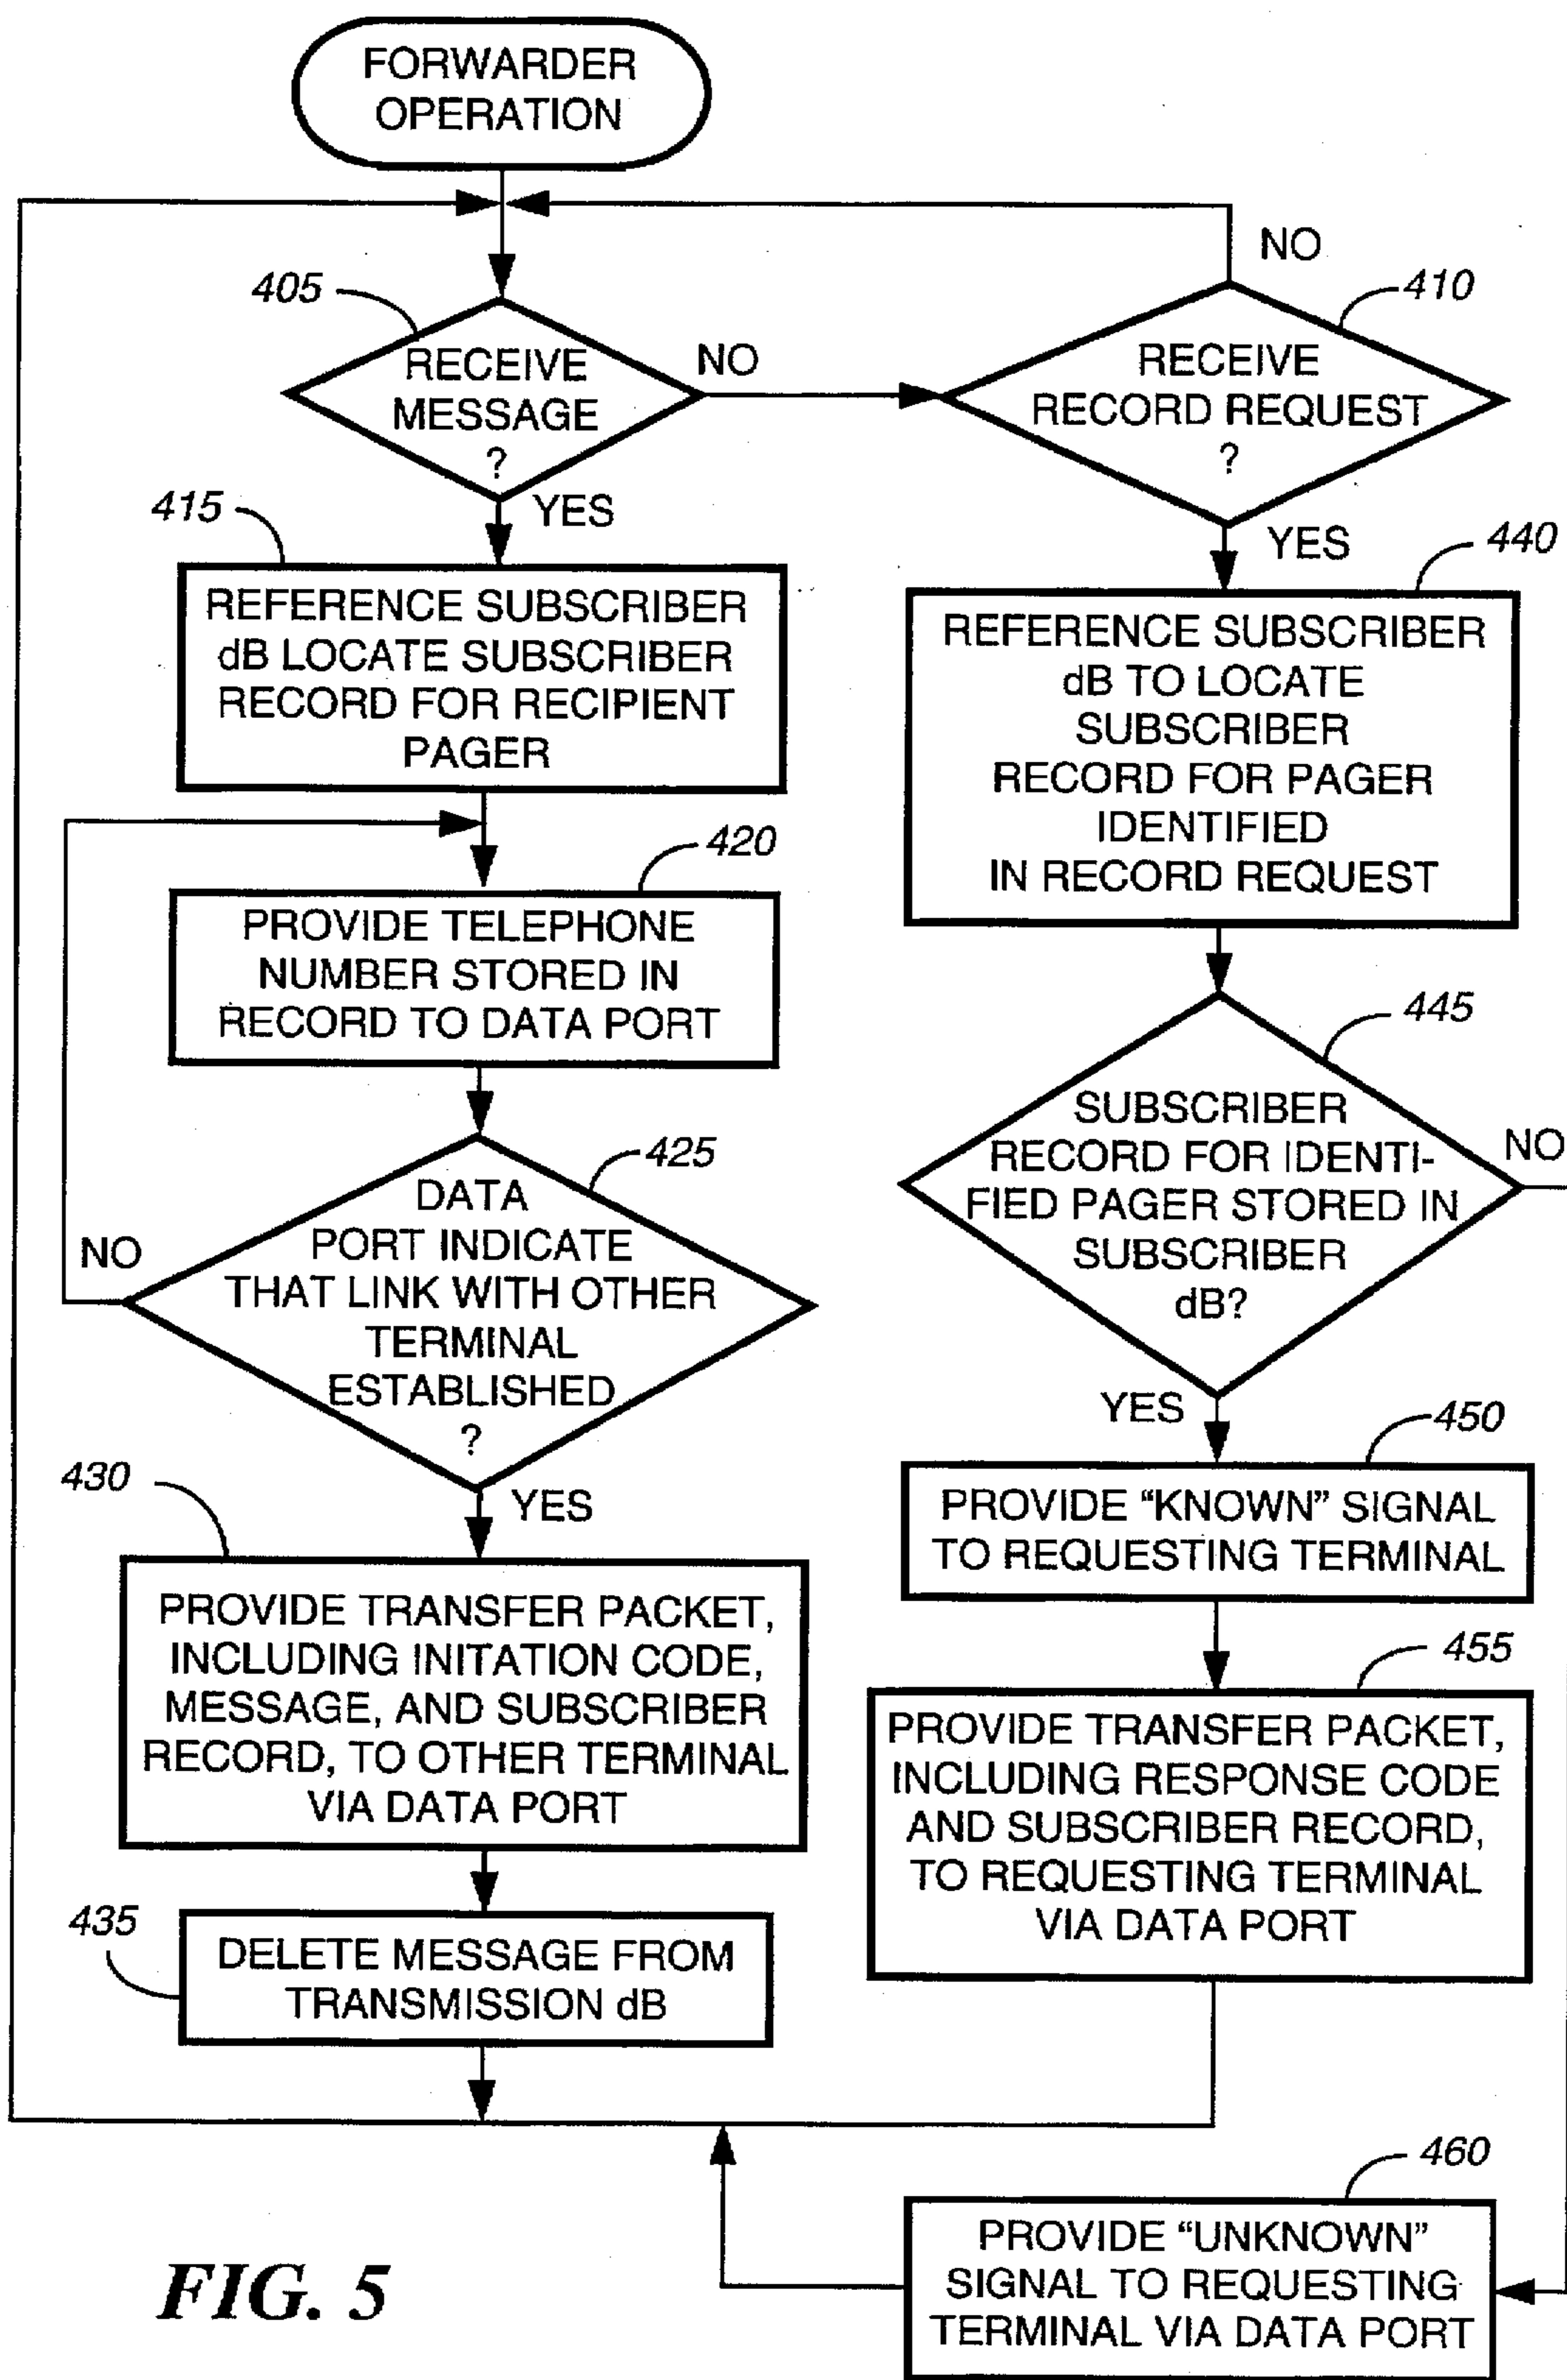 FORWARDER
OPERATION
NO
405
410
RECEIVE
MESSAGE
?
NO
RECEIVE
RECORD REQUEST
?
YES
YES
415
440
REFERENCE SUBSCRIBER
dB LOCATE SUBSCRIBER
RECORD FOR RECIPIENT
PAGER
REFERENCE SUBSCRIBER
dB TO LOCATE
SUBSCRIBER
RECORD FOR PAGER
IDENTIFIED
IN RECORD REQUEST
420
PROVIDE TELEPHONE
NUMBER STORED IN
RECORD TO DATA PORT
445
SUBSCRIBER
RECORD FOR IDENTI-
FIED PAGER STORED IN
SUBSCRIBER
dB?
NO
425
DATA
PORT INDICATE
THAT LINK WITH OTHER
TERMINAL
ESTABLISHED
?
NO
YES
YES
450
PROVIDE “KNOWN” SIGNAL
TO REQUESTING TERMINAL
430
PROVIDE TRANSFER PACKET,
INCLUDING INITATION CODE,
MESSAGE, AND SUBSCRIBER
RECORD, TO OTHER TERMINAL
VIA DATA PORT
455
PROVIDE TRANSFER PACKET,
INCLUDING RESPONSE CODE
AND SUBSCRIBER RECORD,
TO REQUESTING TERMINAL
VIA DATA PORT
435
DELETE MESSAGE FROM
TRANSMISSION dB
460
PROVIDE “UNKNOWN”
SIGNAL TO REQUESTING
TERMINAL VIA DATA PORT
FIG. 5